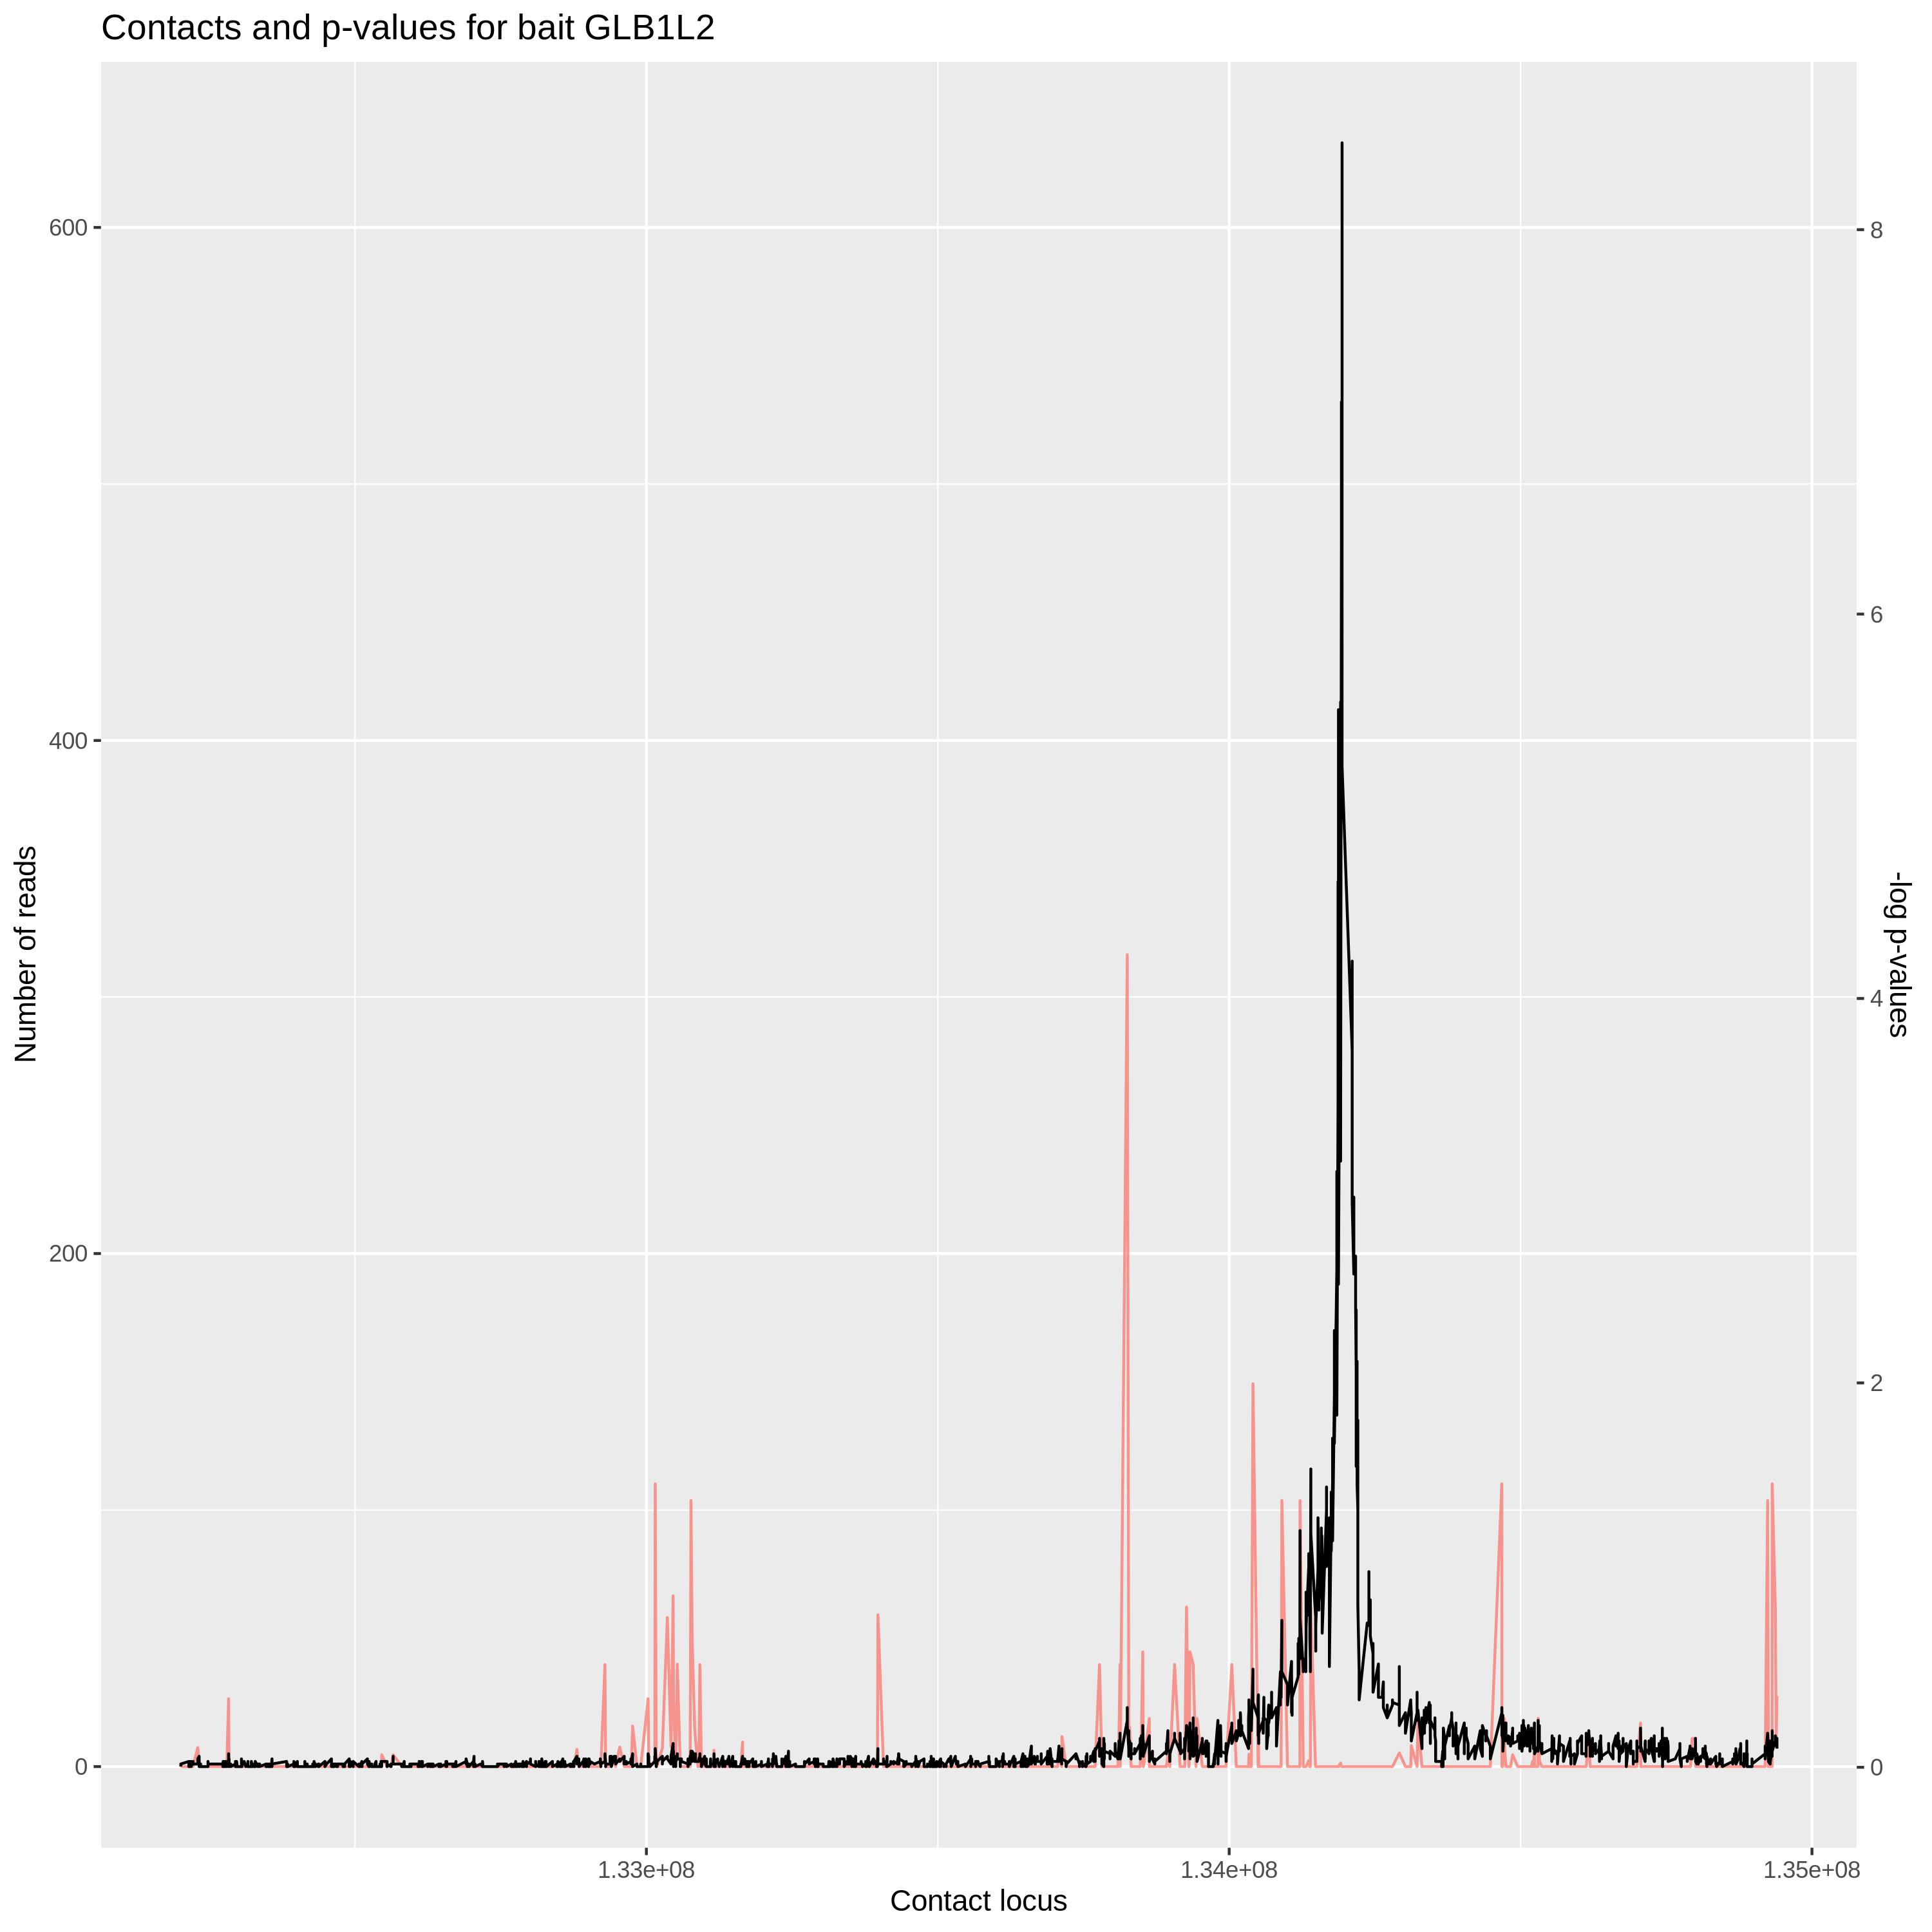 Contacts and p-values for bait GLB1L2
600
400
200
0
Number of reads
8
6
4
2
0
-log p-values
1.33e+08
1.34e+08
1.35e+08
Contact locus